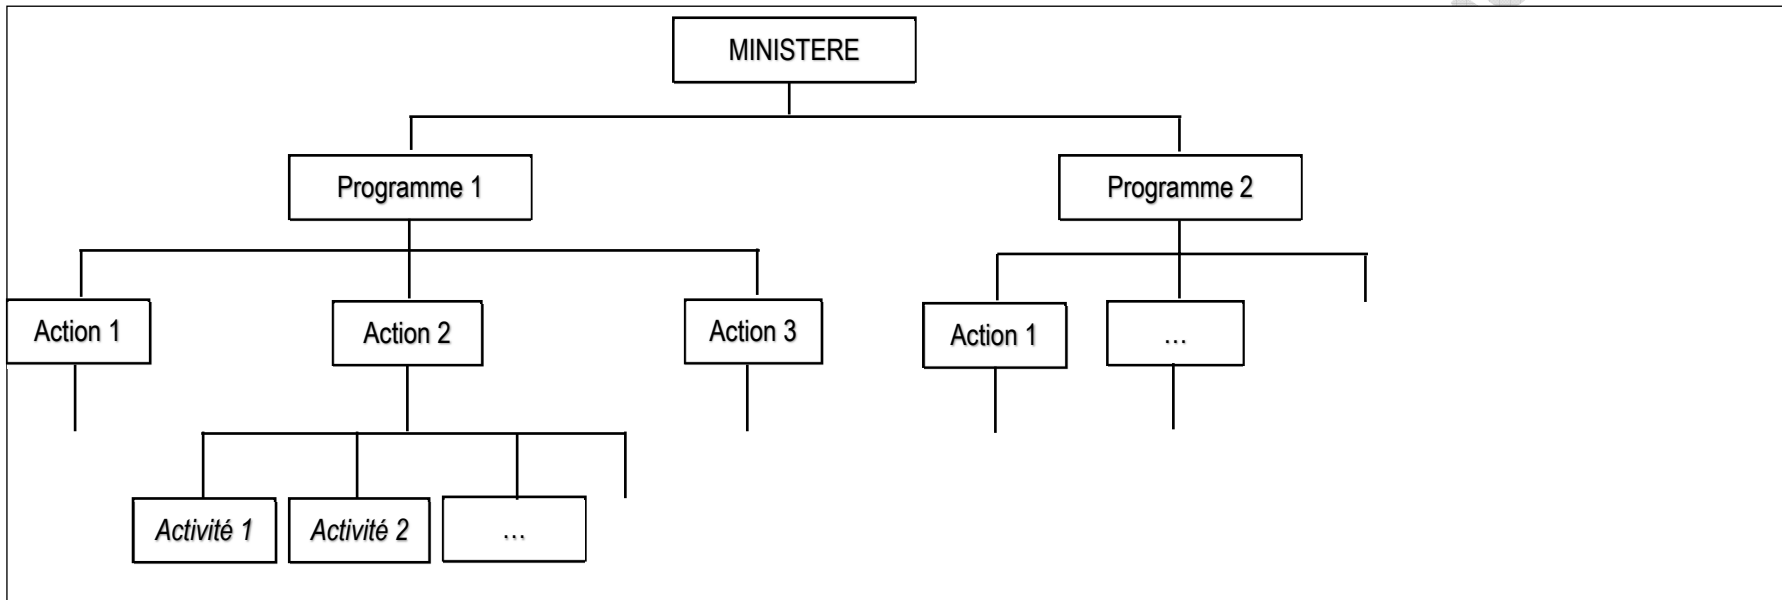 MINISTERE
Programme 1
Programme 2
Action 1
Action 2
Action 3
Action 1
…
Activité 1
Activité 2
…